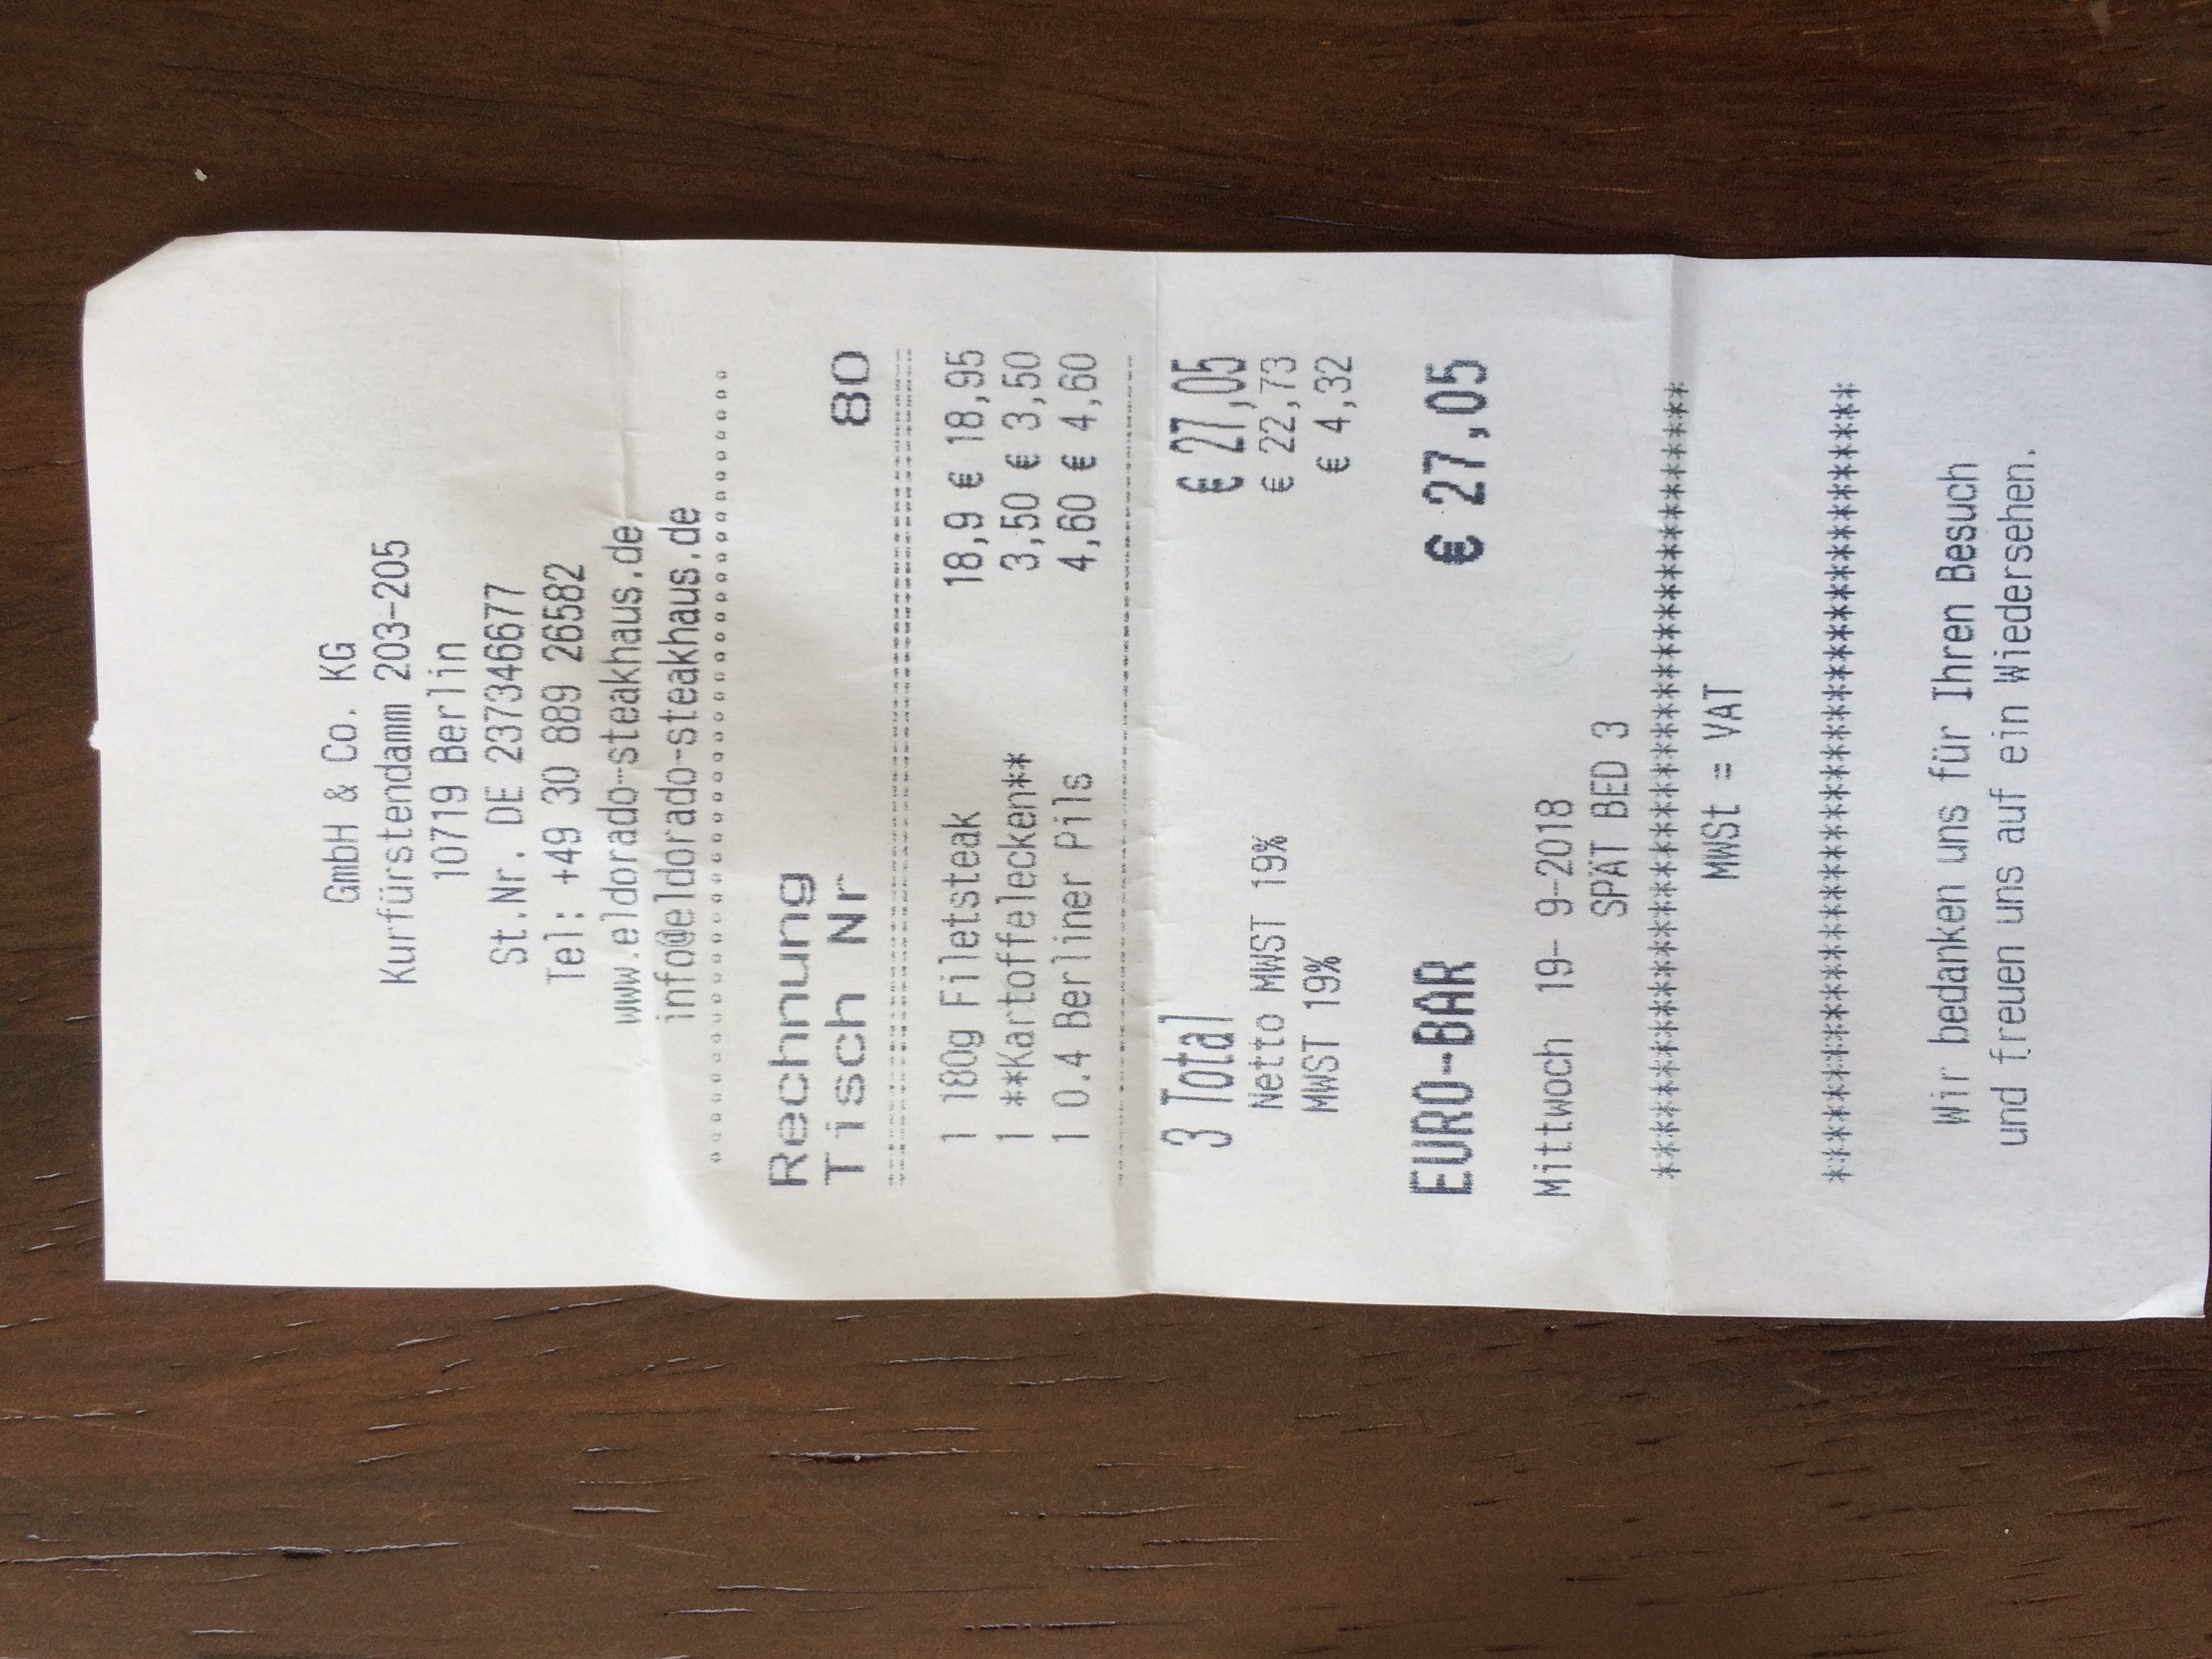 GmbH & Co. KG
Kurfürstendamm 203-205
10719 Berlin
St.Nr. DE 237346677
Tel: +49 30 889 26582
www.eldorado-steakhaus.de
info@eldorado-steakhaus.de
Rechnung
Tisch Nr 80
1 180g Filetsteak 18,9 € 18,95
1 **Kartoffelecken** 3,50 € 3,50
1 0.4 Berliner Pils 4,60 € 4,60
3 Total € 27,05
Netto MWST 19% € 22,73
MWST 19% € 4,32
EURO-BAR € 27,05
Mittwoch 19- 9-2018
SPÄT BED 3
******************************************
MWSt = VAT
******************************************
Wir bedanken uns für Ihren Besuch
und freuen uns auf ein Wiedersehen.